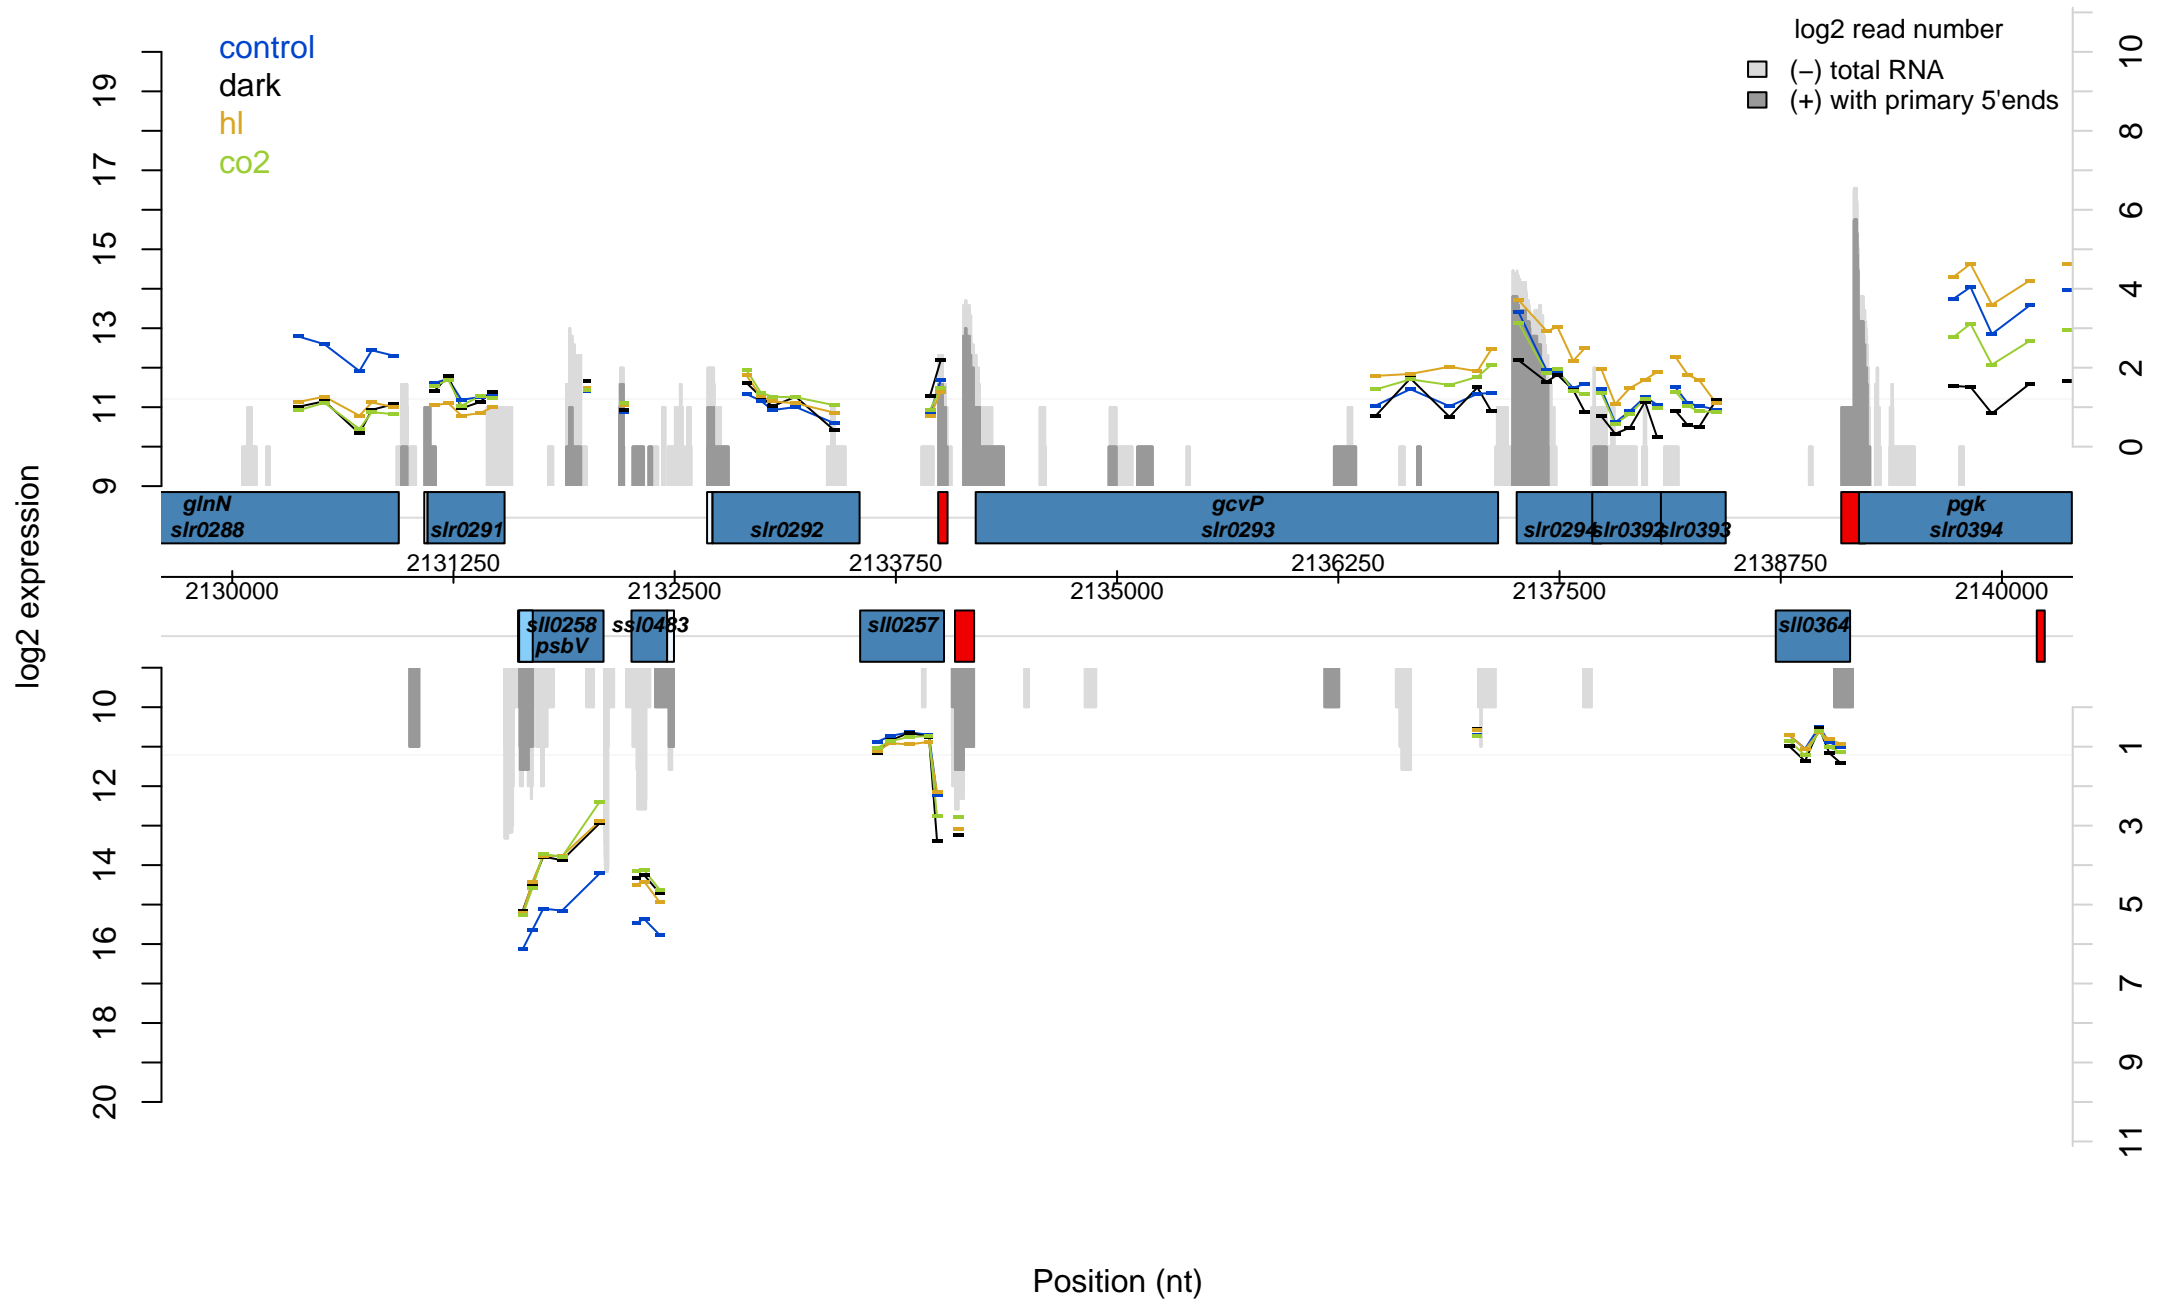 control
dark
hl
co2
log2 read number
(−) total RNA
(+) with primary 5'ends
19
17
15
13
11
9
10
8
6
4
2
0
glnN
slr0288
slr0291
slr0292
gcvP
slr0293
slr0294
slr0392
slr0393
pgk
slr0394
2131250
2133750
2136250
2138750
2130000
2132500
2135000
2137500
2140000
sll0258
psbV
ssl0483
sll0257
sll0364
log2 expression
10
12
14
16
18
20
1
3
5
7
9
11
Position (nt)